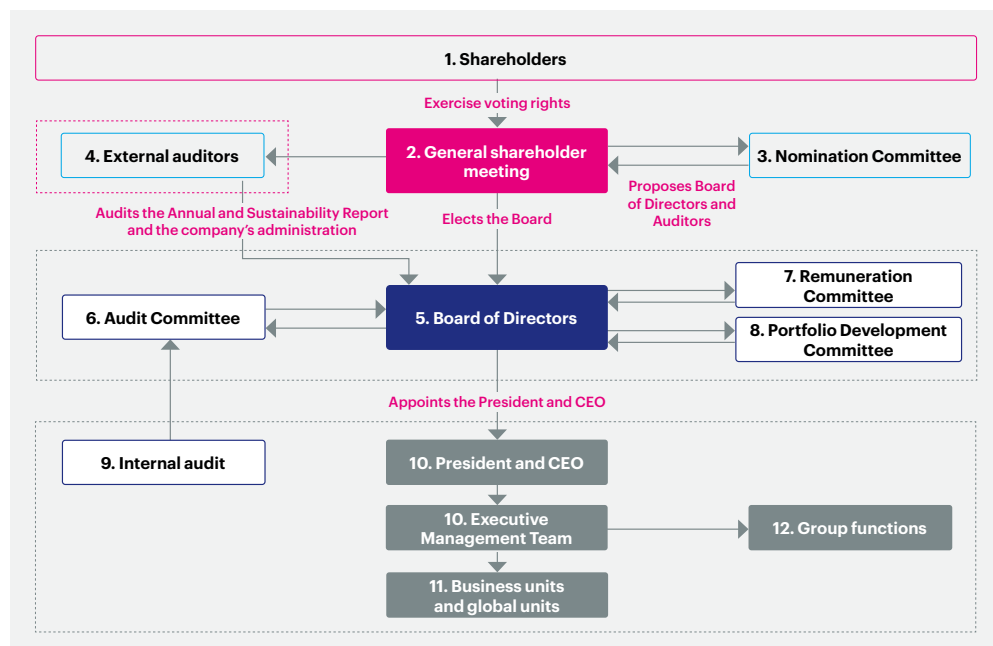 1. Shareholders
Exercise voting rights
4. External auditors
2. General shareholder
meeting
3. Nomination Committee
Proposes Board
of Directors and
Auditors
Audits the Annual and Sustainability Report
and the company’s administration
Elects the Board
6. Audit Committee
5. Board of Directors
7. Remuneration
Committee
8. Portfolio Development
Committee
Appoints the President and CEO
9. Internal audit
10. President and CEO
10. Executive
Management Team
12. Group functions
11. Business units
and global units